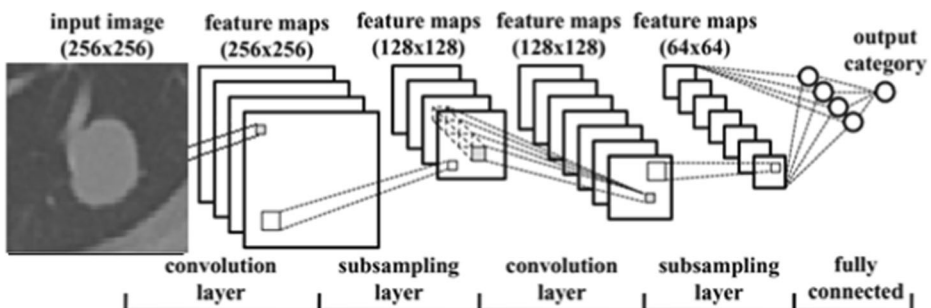 input image
(256x256)
feature maps
(256x256)
feature maps
(128x128)
feature maps
(128x128)
feature maps
(64x64)
output
category
convolution
layer
subsampling
layer
convolution
layer
subsampling
layer
fully
connected